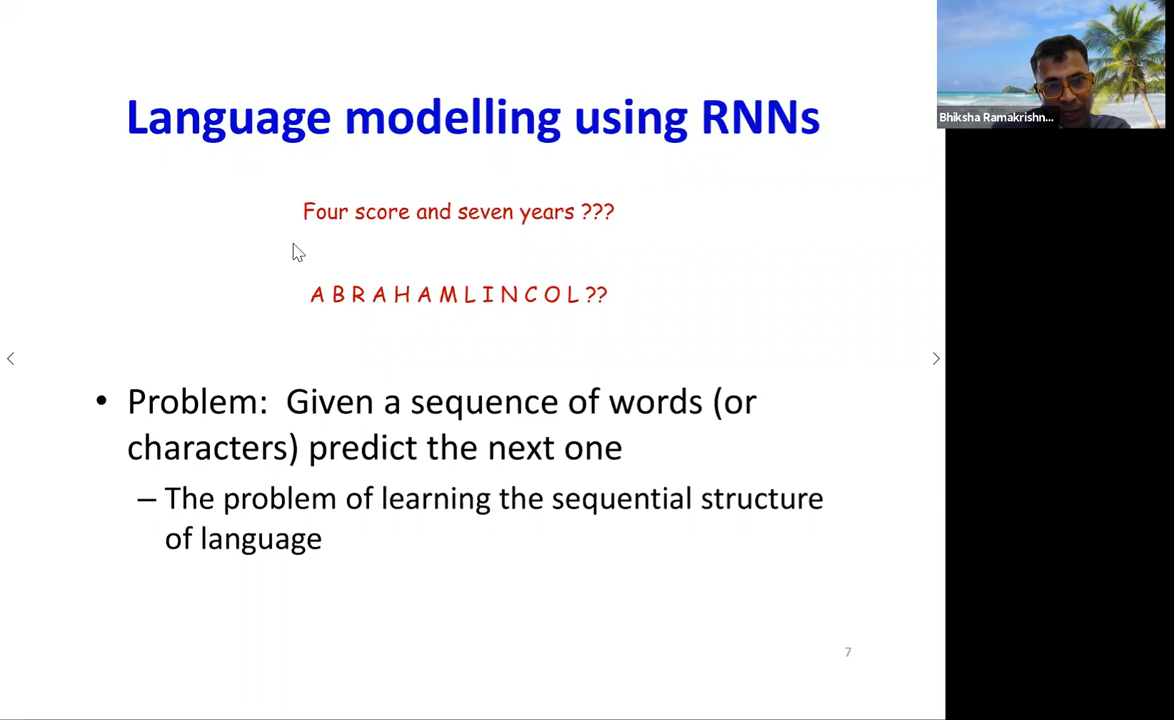 Language modelling using RNNs
Bhiksha Ramakrishn...
Four score and seven years ???
A B R A H A M L I N C O L ??
• Problem: Given a sequence of words (or
characters) predict the next one
– The problem of learning the sequential structure
of language
7